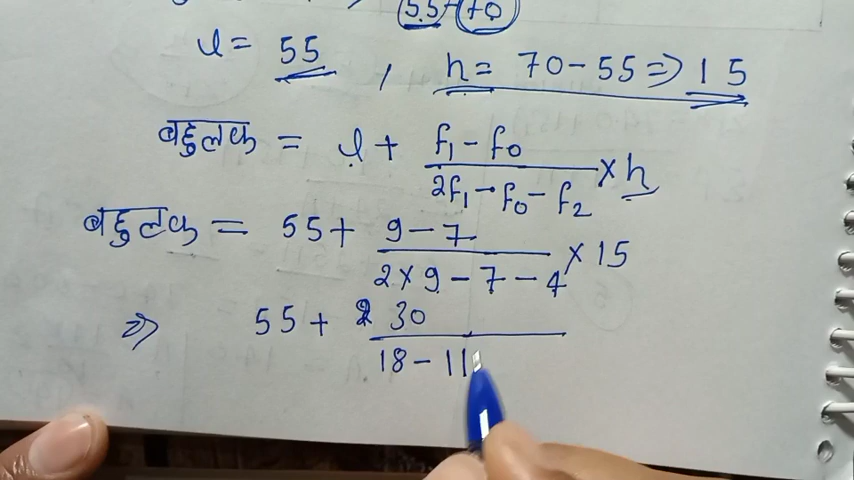 55-70
l = 55 , h = 70-55 => 15
बहुलक = l + f₁ - f₀ / 2f₁ - f₀ - f₂ × h
बहुलक = 55 + 9-7 / 2×9-7-4 × 15
=> 55 + 30 / 18-11